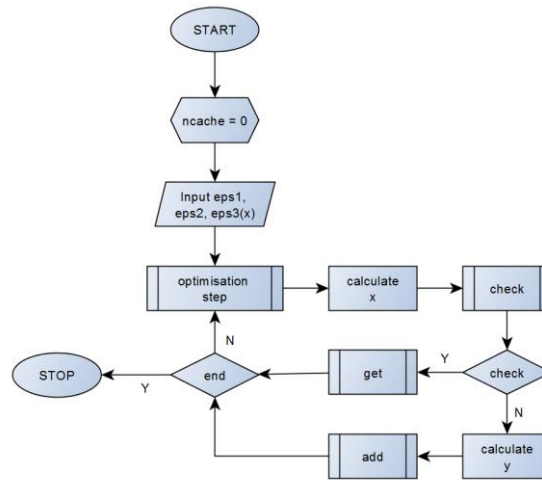 START
ncache = 0
Input eps1,
eps2, eps3(x)
optimisation
step
calculate
x
check
N
Y
STOP
Y
end
get
check
N
add
calculate
y